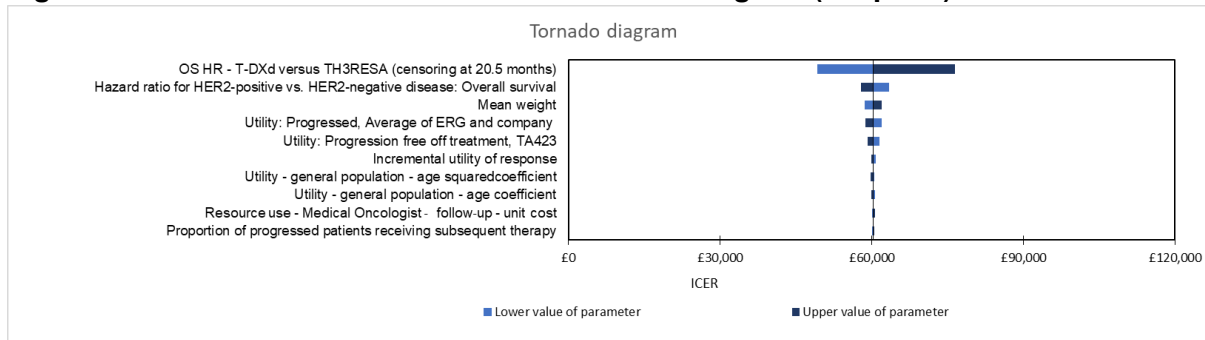 Tornado diagram
OS HR - T-DXd versus TH3RESA (censoring at 20.5 months)
Hazard ratio for HER2-positive vs. HER2-negative disease: Overall survival
Mean weight
Utility: Progressed, Average of ERG and company
Utility: Progression free off treatment, TA423
Incremental utility of response
Utility - general population - age squaredcoefficient
Utility - general population - age coefficient
Resource use - Medical Oncologist - follow-up - unit cost
Proportion of progressed patients receiving subsequent therapy
£0 £30,000 £60,000 £90,000 £120,000
ICER
Lower value of parameter Upper value of parameter